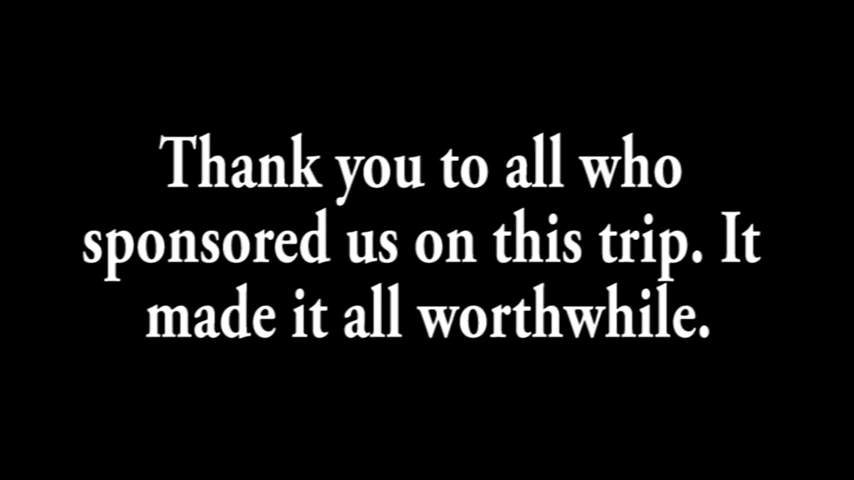 Thank you to all who
sponsored us on this trip. It
made it all worthwhile.